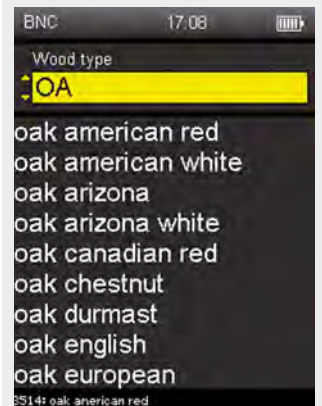 BNC 17:08
Wood type
OA
oak american red
oak american white
oak arizona
oak arizona white
oak canadian red
oak chestnut
oak durmast
oak english
oak european
3514: oak american red